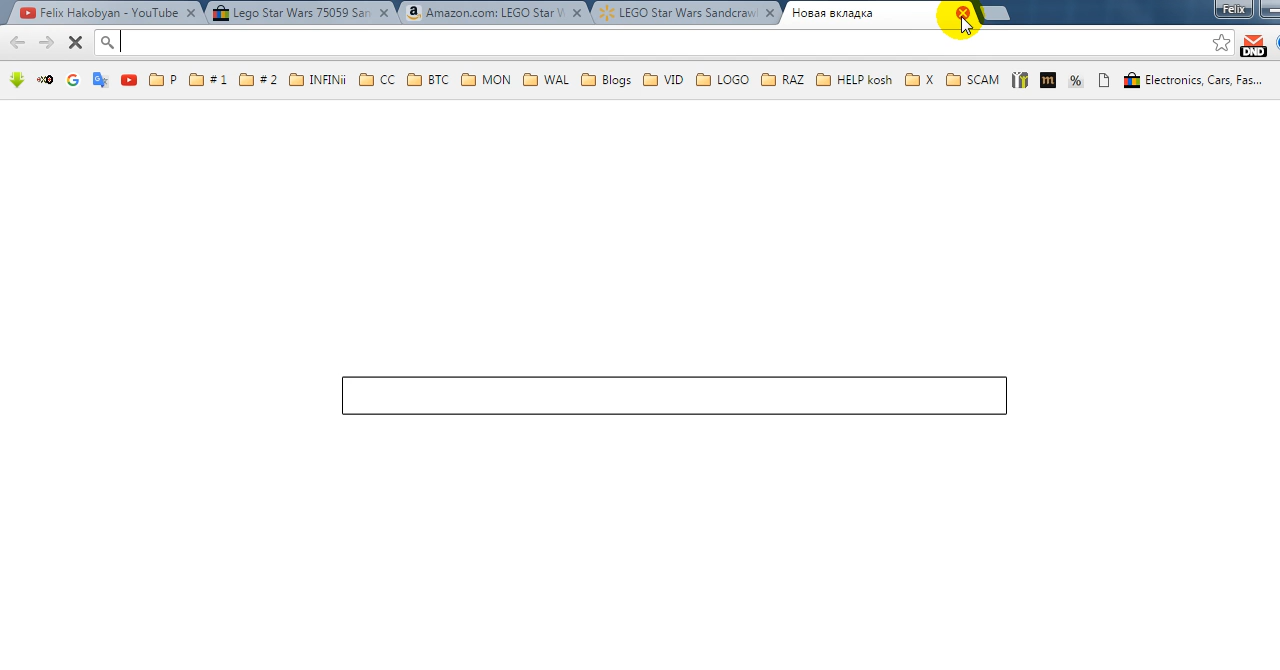 Felix Hakobyan - YouTube
Lego Star Wars 75059 San
Amazon.com: LEGO Star W
LEGO Star Wars Sandcrawl
Новая вкладка
Felix
DND
P
# 1
# 2
INFINii
CC
BTC
MON
WAL
Blogs
VID
LOGO
RAZ
HELP kosh
X
SCAM
m
%
Electronics, Cars, Fas...